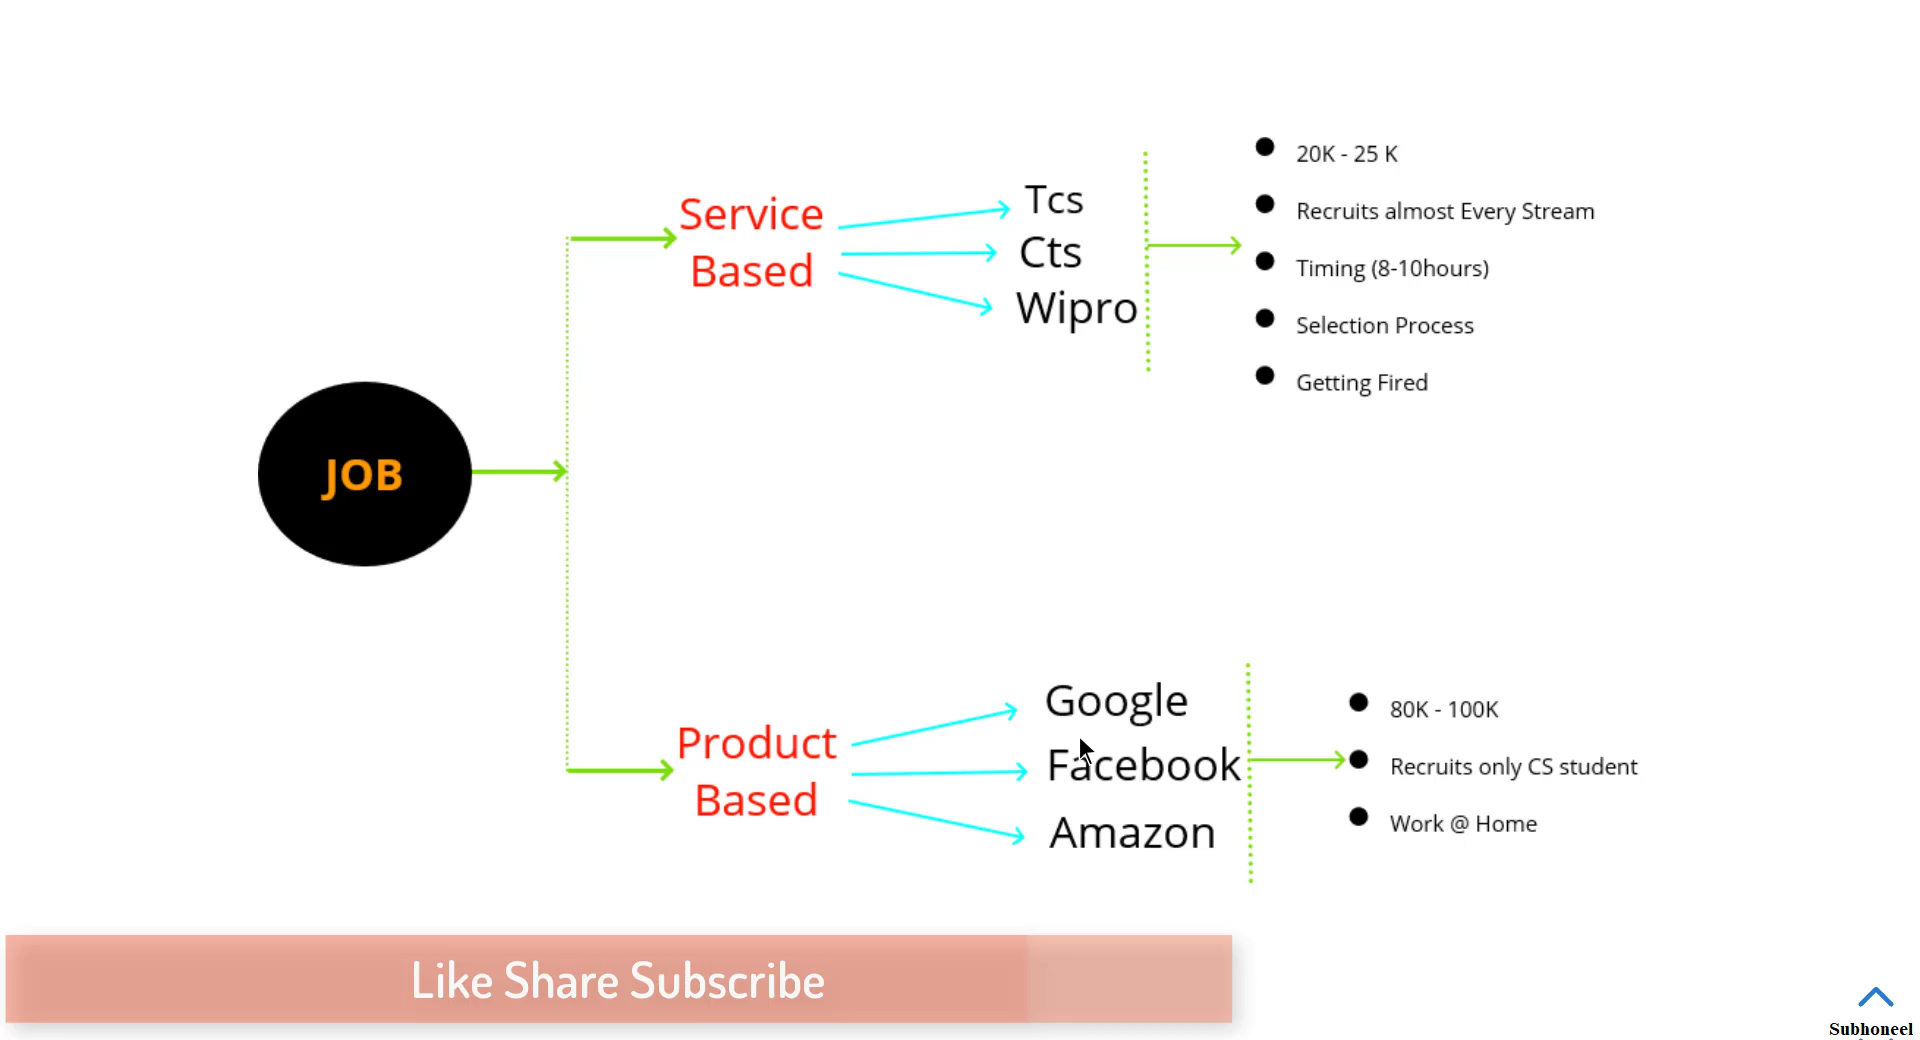 JOB
Service
Based
Tcs
Cts
Wipro
20K - 25 K
Recruits almost Every Stream
Timing (8-10hours)
Selection Process
Getting Fired
Product
Based
Google
Facebook
Amazon
80K - 100K
Recruits only CS student
Work @ Home
Like Share Subscribe
Subhoneel